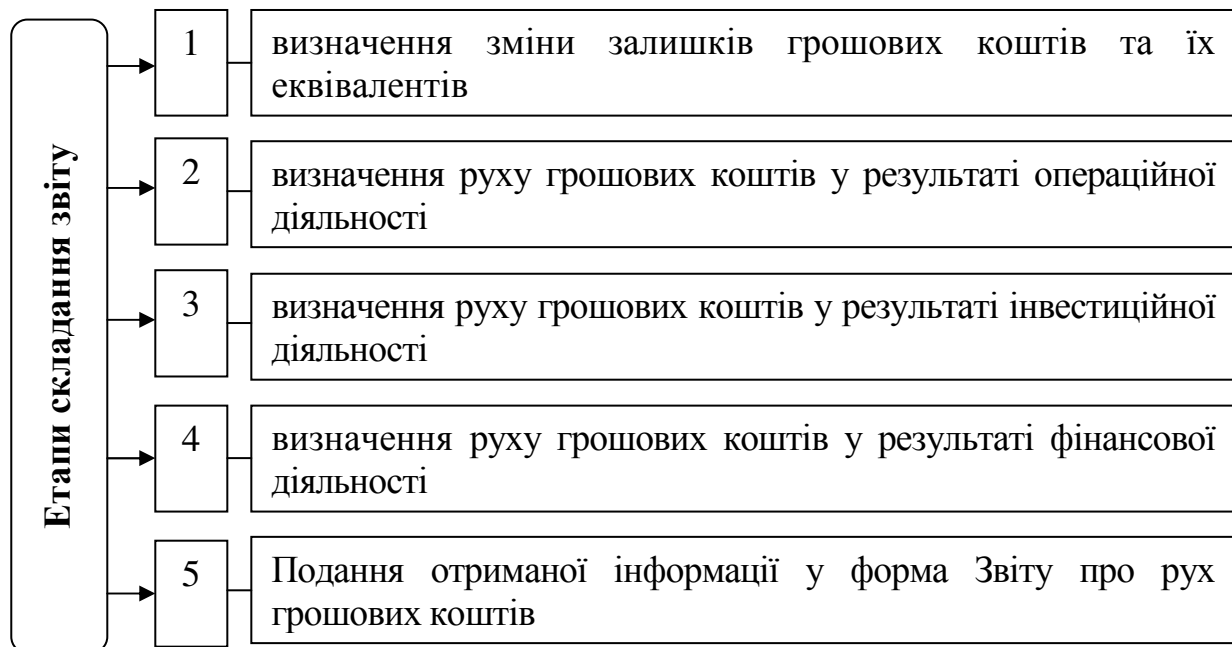 Етапи складання звіту
1
визначення зміни залишків грошових коштів та їх
еквівалентів
2
визначення руху грошових коштів у результаті операційної
діяльності
3
визначення руху грошових коштів у результаті інвестиційної
діяльності
4
визначення руху грошових коштів у результаті фінансової
діяльності
5
Подання отриманої інформації у форма Звіту про рух
грошових коштів